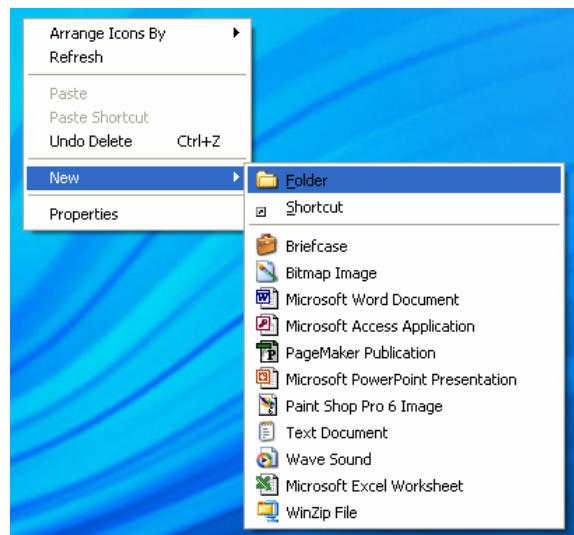 Arrange Icons By
Refresh
Paste
Paste Shortcut
Undo Delete Ctrl+Z
New
Properties
Folder
Shortcut
Briefcase
Bitmap Image
Microsoft Word Document
Microsoft Access Application
PageMaker Publication
Microsoft PowerPoint Presentation
Paint Shop Pro 6 Image
Text Document
Wave Sound
Microsoft Excel Worksheet
WinZip File